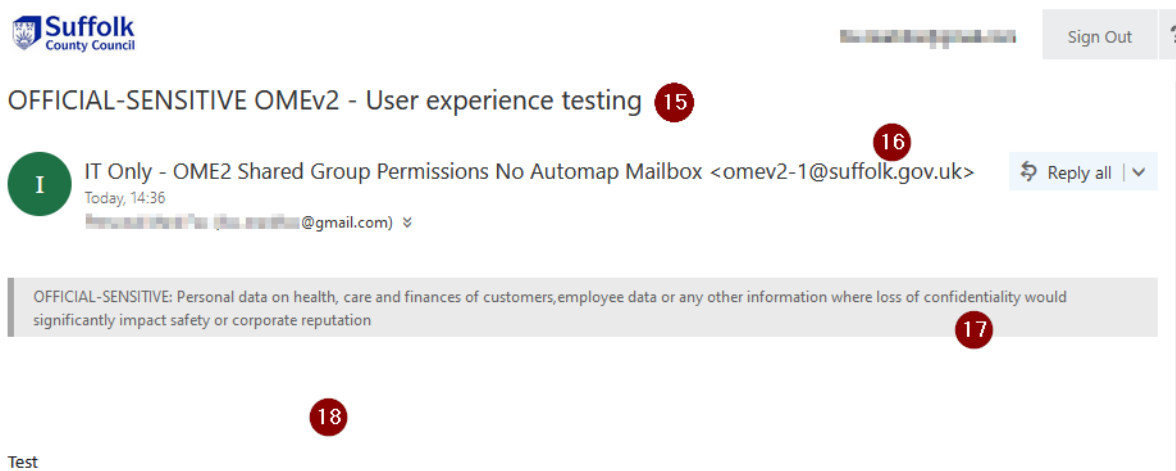 Suffolk
County Council
Sign Out
?
OFFICIAL-SENSITIVE OMEv2 - User experience testing 15
16
I
IT Only - OME2 Shared Group Permissions No Automap Mailbox <omev2-1@suffolk.gov.uk>
Reply all
Today, 14:36
@gmail.com)
OFFICIAL-SENSITIVE: Personal data on health, care and finances of customers,employee data or any other information where loss of confidentiality would
significantly impact safety or corporate reputation
17
18
Test